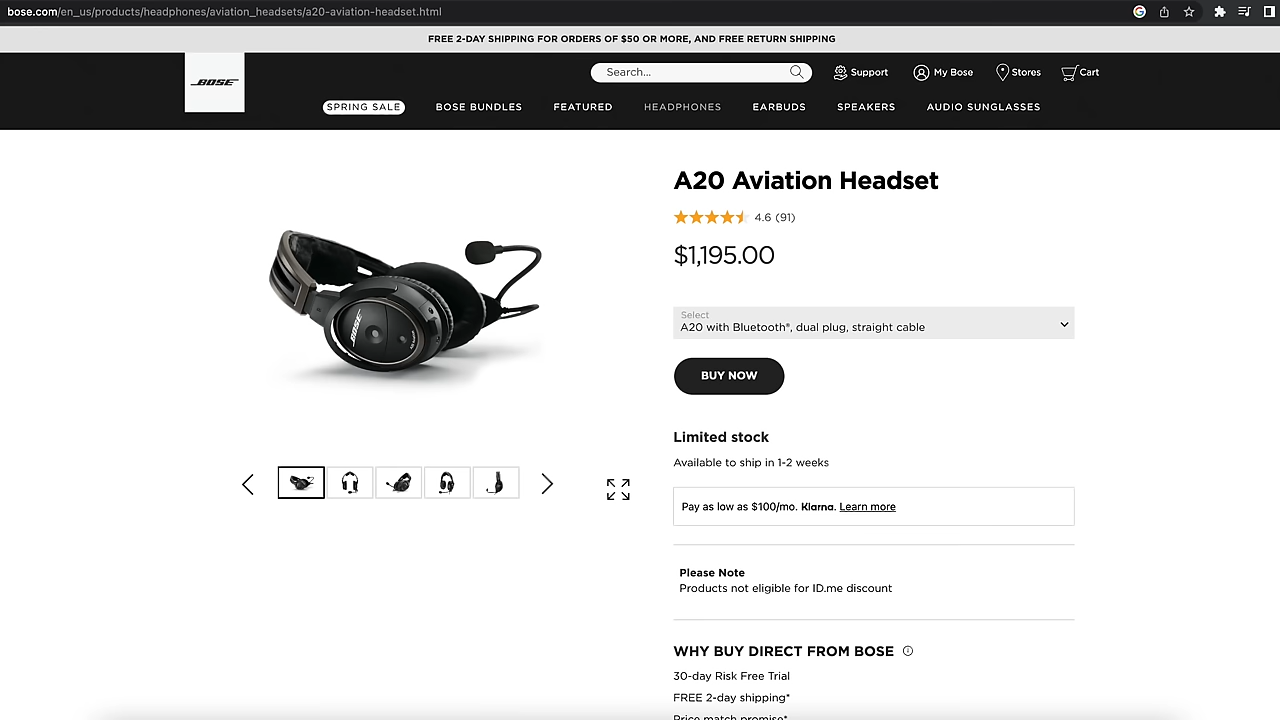 bose.com/en_us/products/headphones/aviation_headsets/a20-aviation-headset.html
FREE 2-DAY SHIPPING FOR ORDERS OF $50 OR MORE, AND FREE RETURN SHIPPING
BOSE
Search...
Support
My Bose
Stores
Cart
SPRING SALE
BOSE BUNDLES
FEATURED
HEADPHONES
EARBUDS
SPEAKERS
AUDIO SUNGLASSES
A20 Aviation Headset
4.6 (91)
$1,195.00
Select
A20 with Bluetooth®, dual plug, straight cable
BUY NOW
BOSE
Limited stock
Available to ship in 1-2 weeks
Pay as low as $100/mo. Klarna. Learn more
Please Note
Products not eligible for ID.me discount
WHY BUY DIRECT FROM BOSE
30-day Risk Free Trial
FREE 2-day shipping*
Price match promise*